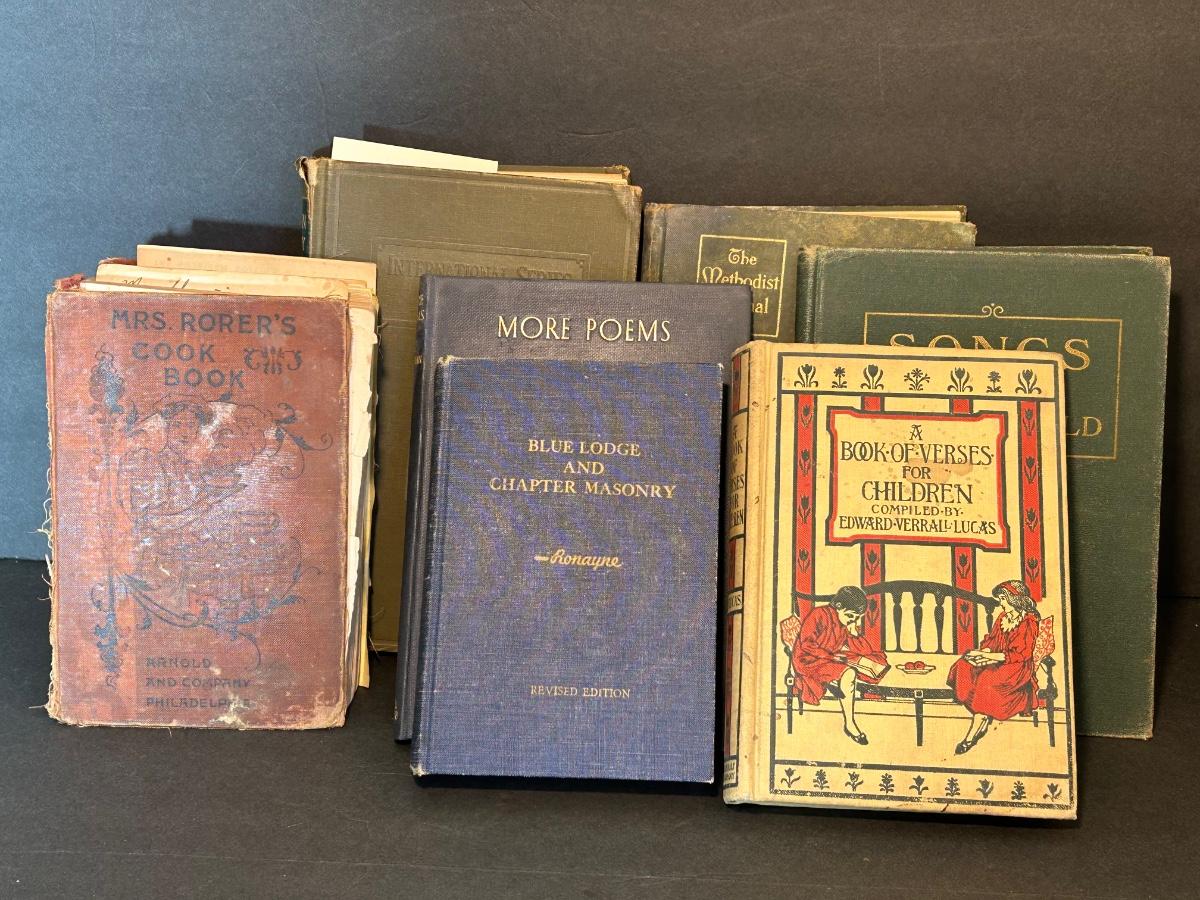 MRS. RORER'S
COOK
BOOK
ARNOLD
AND COMPANY
PHILADELPHIA
INTERNATIONAL SERIES
MORE POEMS
BLUE LODGE
AND
CHAPTER MASONRY
Ronayne
REVISED EDITION
The
Methodist
SONGS
A
BOOK·OF·VERSES·
FOR
CHILDREN
COMPILED·BY·
EDWARD·VERRALL·LUCAS